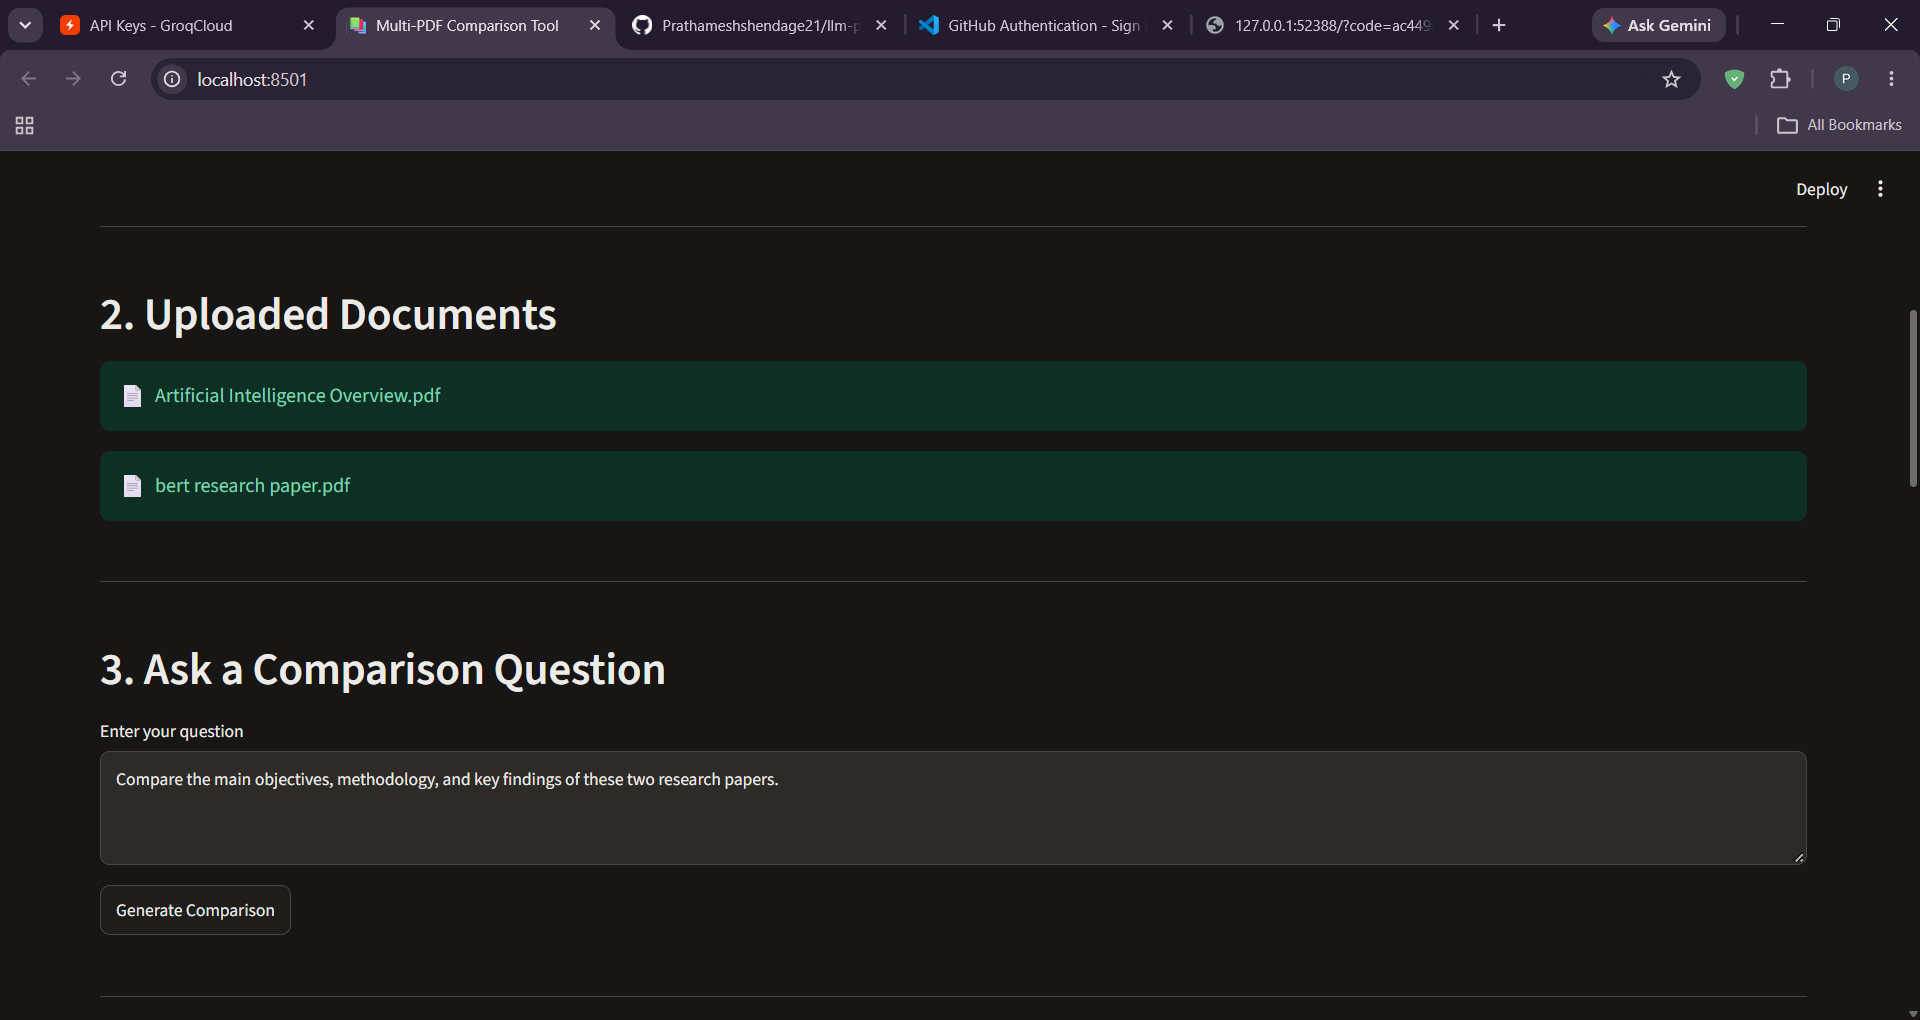 API Keys - GroqCloud
Multi-PDF Comparison Tool
Prathameshshendage21/llm-p
GitHub Authentication - Sign
127.0.0.1:52388/?code=ac449
Ask Gemini
localhost:8501
P
All Bookmarks
Deploy
2. Uploaded Documents
Artificial Intelligence Overview.pdf
bert research paper.pdf
3. Ask a Comparison Question
Enter your question
Compare the main objectives, methodology, and key findings of these two research papers.
Generate Comparison